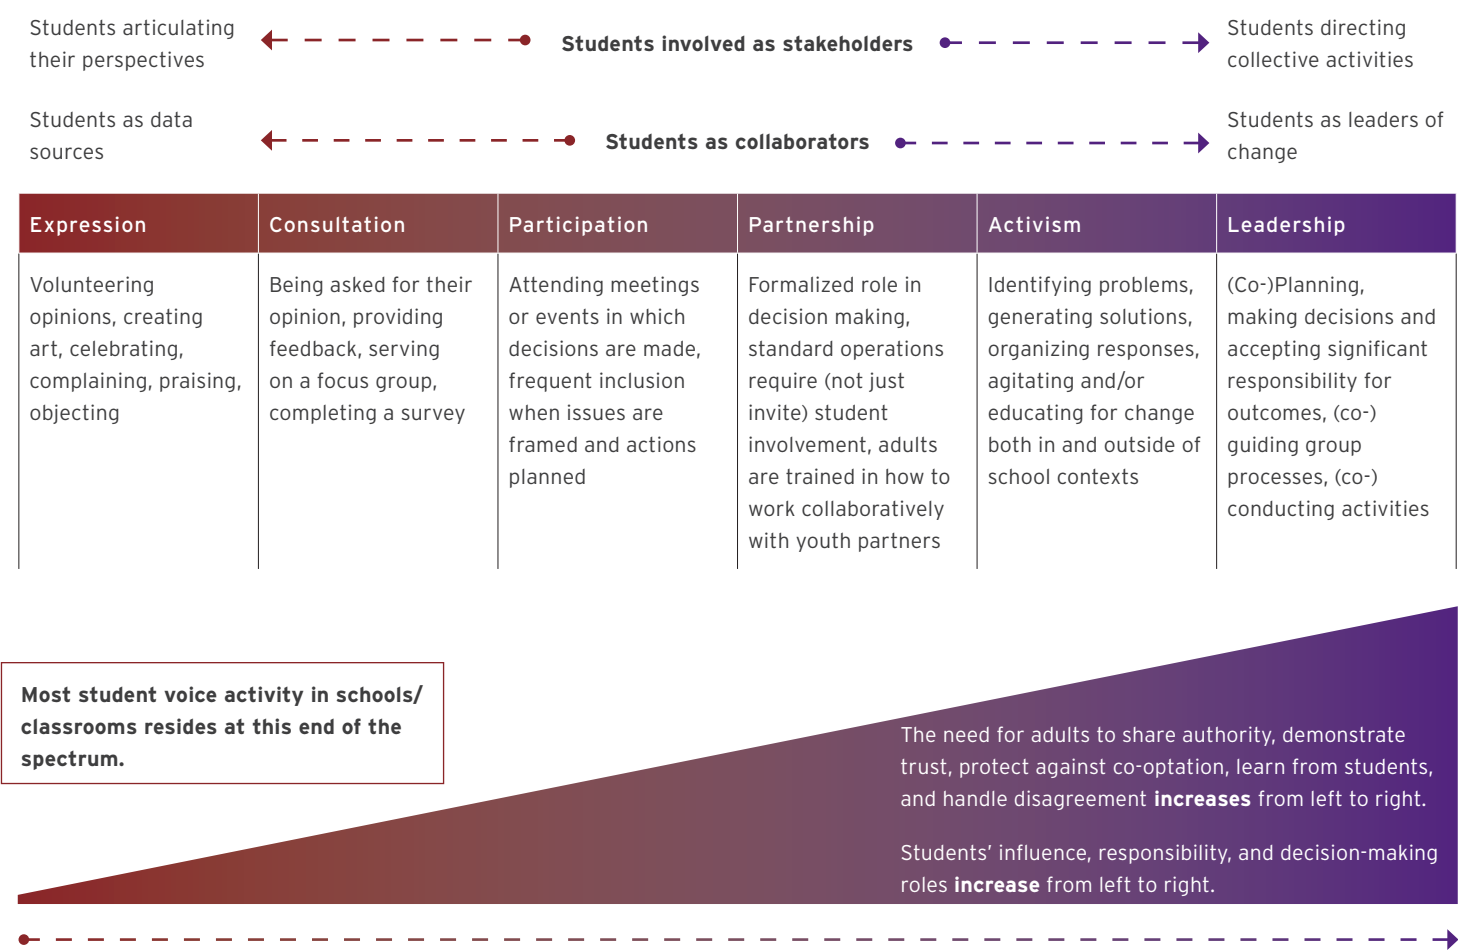 Students articulating
their perspectives
Students involved as stakeholders
Students directing
collective activities
Students as data
sources
Students as collaborators
Students as leaders of
change
Expression
Consultation
Participation
Partnership
Activism
Leadership
Volunteering
opinions, creating
art, celebrating,
complaining, praising,
objecting
Being asked for their
opinion, providing
feedback, serving
on a focus group,
completing a survey
Attending meetings
or events in which
decisions are made,
frequent inclusion
when issues are
framed and actions
planned
Formalized role in
decision making,
standard operations
require (not just
invite) student
involvement, adults
are trained in how to
work collaboratively
with youth partners
Identifying problems,
generating solutions,
organizing responses,
agitating and/or
educating for change
both in and outside of
school contexts
(Co-)Planning,
making decisions and
accepting significant
responsibility for
outcomes, (co-)
guiding group
processes, (co-)
conducting activities
Most student voice activity in schools/
classrooms resides at this end of the
spectrum.
The need for adults to share authority, demonstrate
trust, protect against co-optation, learn from students,
and handle disagreement increases from left to right.
Students’ influence, responsibility, and decision-making
roles increase from left to right.